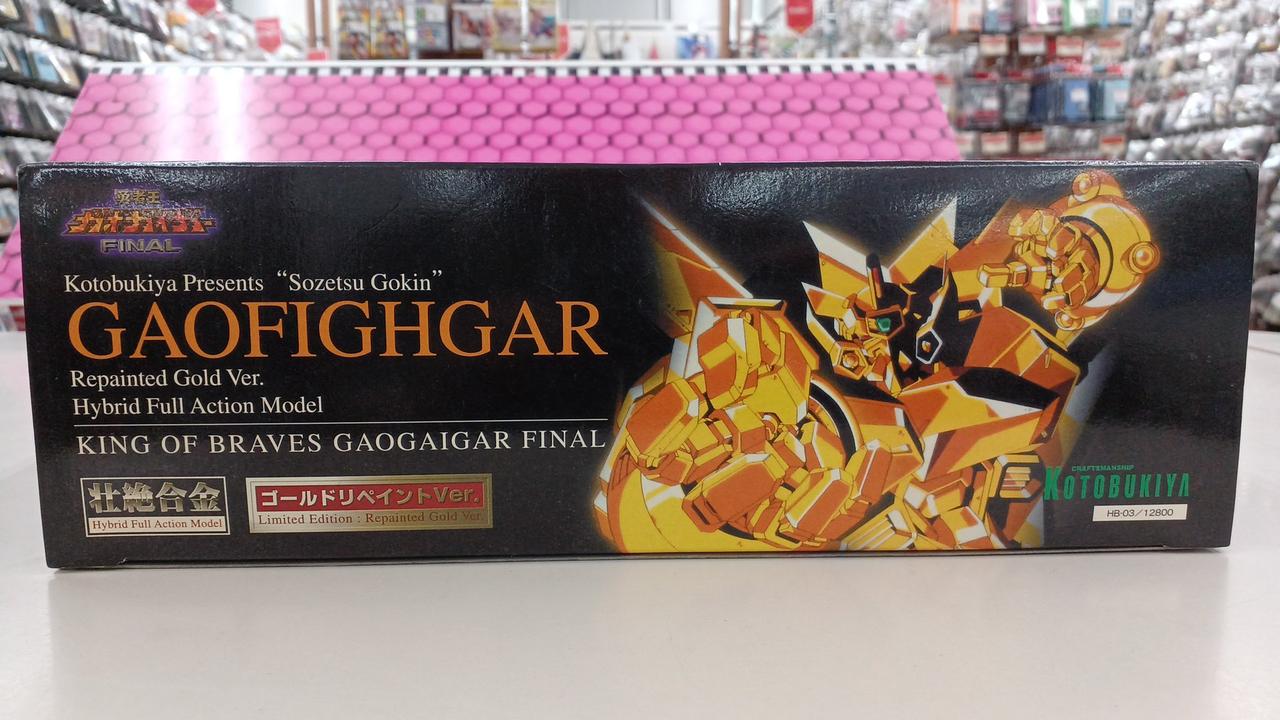 勇者王
ガオガイガー
FINAL
Kotobukiya Presents “Sozetsu Gokin”
GAOFIGHGAR
Repainted Gold Ver.
Hybrid Full Action Model
KING OF BRAVES GAOGAIGAR FINAL
壮絶合金
Hybrid Full Action Model
ゴールドリペイントVer.
Limited Edition : Repainted Gold Ver.
CRAFTSMANSHIP
KOTOBUKIYA
HB-03/12800